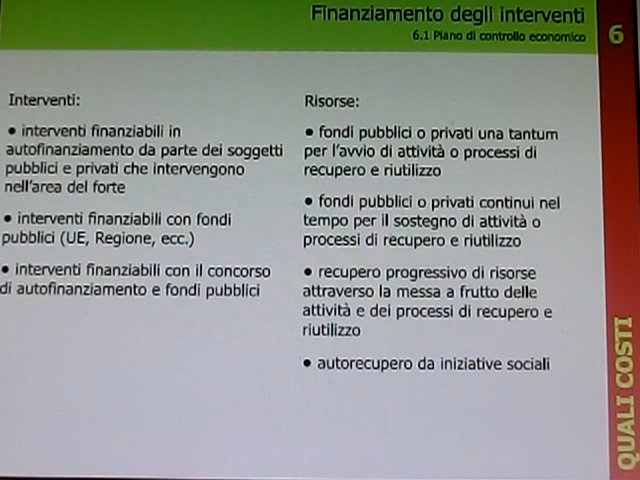 Finanziamento degli interventi
6.1 Piano di controllo economico
6
Interventi:
• interventi finanziabili in
autofinanziamento da parte dei soggetti
pubblici e privati che intervengono
nell'area del forte
• interventi finanziabili con fondi
pubblici (UE, Regione, ecc.)
• interventi finanziabili con il concorso
di autofinanziamento e fondi pubblici
Risorse:
• fondi pubblici o privati una tantum
per l'avvio di attività o processi di
recupero e riutilizzo
• fondi pubblici o privati continui nel
tempo per il sostegno di attività o
processi di recupero e riutilizzo
• recupero progressivo di risorse
attraverso la messa a frutto delle
attività e dei processi di recupero e
riutilizzo
• autorecupero da iniziative sociali
QUALI COSTI